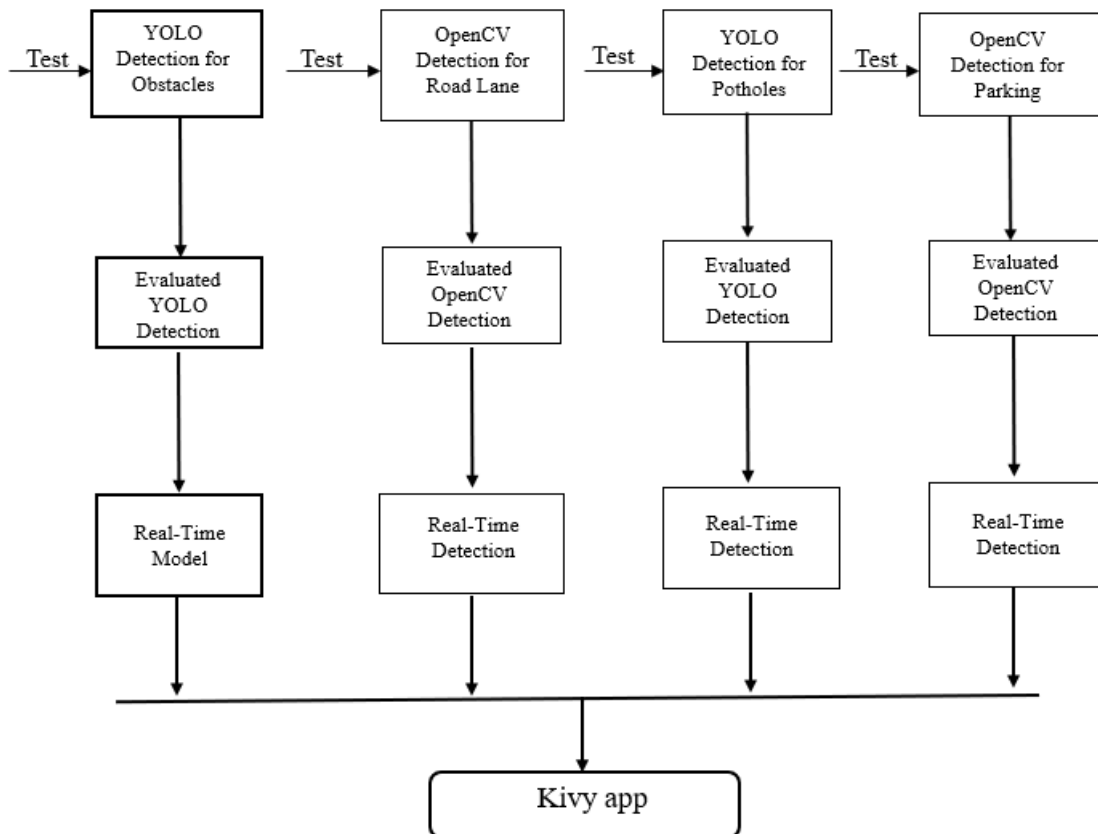 Test
YOLO
Detection for
Obstacles
Test
OpenCV
Detection for
Road Lane
Test
YOLO
Detection for
Potholes
Test
OpenCV
Detection for
Parking
Evaluated
YOLO
Detection
Evaluated
OpenCV
Detection
Evaluated
YOLO
Detection
Evaluated
OpenCV
Detection
Real-Time
Model
Real-Time
Detection
Real-Time
Detection
Real-Time
Detection
Kivy app